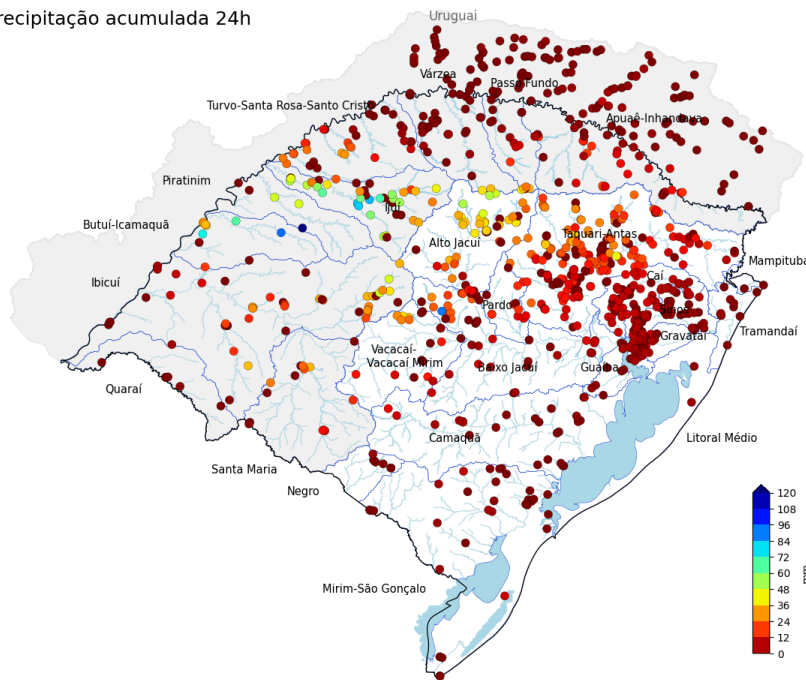 recipitação acumulada 24h
Uruguai
Várzea
Passo Fundo
Turvo-Santa Rosa-Santo Cristo
Apuaê-Inhandava
Piratinim
Ijuí
Butuí-Icamaquã
Taquari-Antas
Alto Jacuí
Mampituba
Ibicuí
Caí
Pardo
Sinos
Tramandaí
Gravataí
Vacacaí-
Vacacaí Mirim
Baixo Jacuí
Guaíba
Quaraí
Camaquã
Litoral Médio
Santa Maria
Negro
Mirim-São Gonçalo
120
108
96
84
72
60
48
36
24
12
0
mm